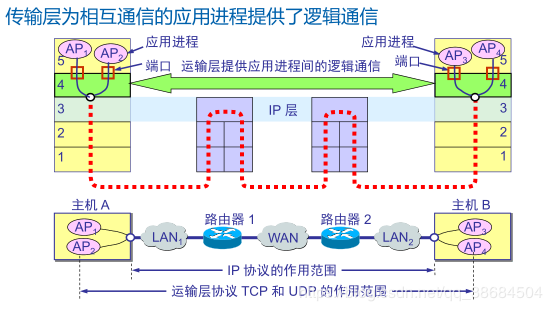 传输层为相互通信的应用进程提供了逻辑通信
AP1 AP2 应用进程 应用进程 AP3 AP4
5 端口 端口 5
4 运输层提供应用进程间的逻辑通信 4
3 IP 层 3
2 2
1 1
主机 A 主机 B
AP1 AP2 LAN1 路由器 1 WAN 路由器 2 LAN2 AP3 AP4
IP 协议的作用范围
运输层协议 TCP 和 UDP 的作用范围